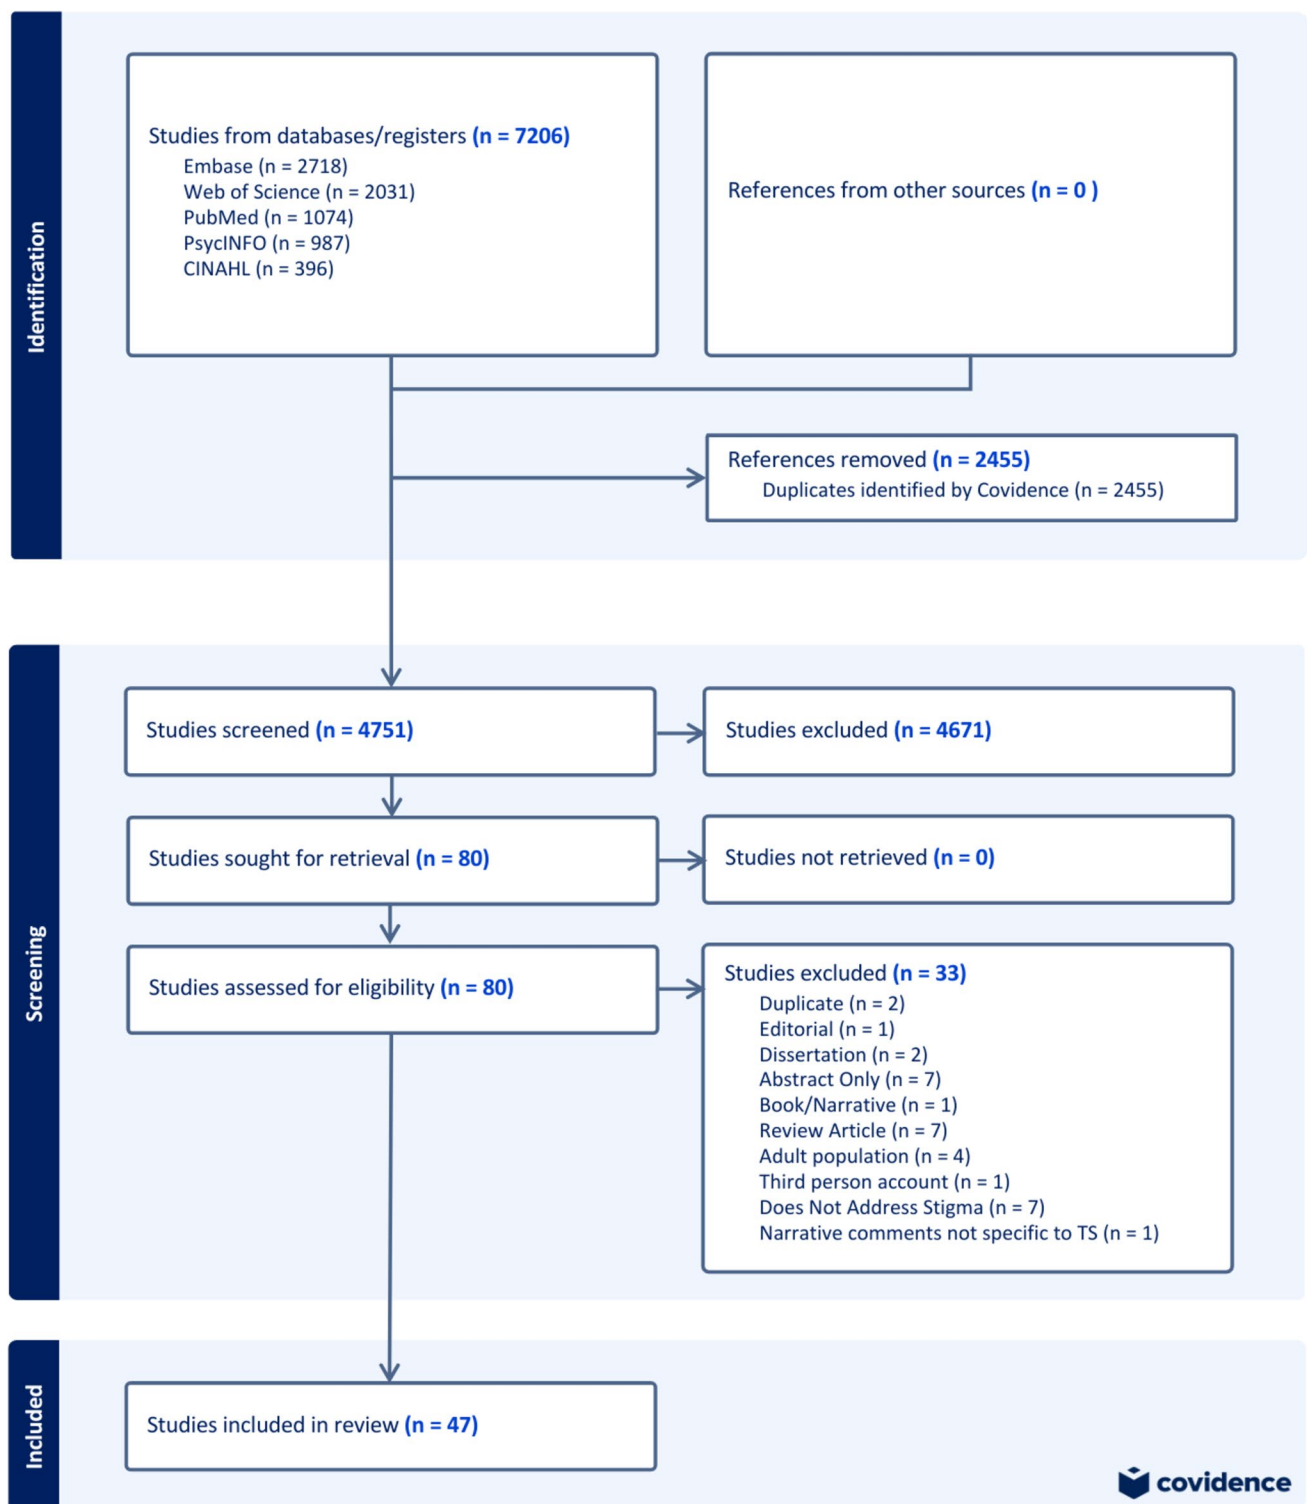 Identification
Studies from databases/registers (n = 7206)
Embase (n = 2718)
Web of Science (n = 2031)
PubMed (n = 1074)
PsycINFO (n = 987)
CINAHL (n = 396)
References from other sources (n = 0 )
References removed (n = 2455)
Duplicates identified by Covidence (n = 2455)
Screening
Studies screened (n = 4751)
Studies excluded (n = 4671)
Studies sought for retrieval (n = 80)
Studies not retrieved (n = 0)
Studies assessed for eligibility (n = 80)
Studies excluded (n = 33)
Duplicate (n = 2)
Editorial (n = 1)
Dissertation (n = 2)
Abstract Only (n = 7)
Book/Narrative (n = 1)
Review Article (n = 7)
Adult population (n = 4)
Third person account (n = 1)
Does Not Address Stigma (n = 7)
Narrative comments not specific to TS (n = 1)
Included
Studies included in review (n = 47)
covidence